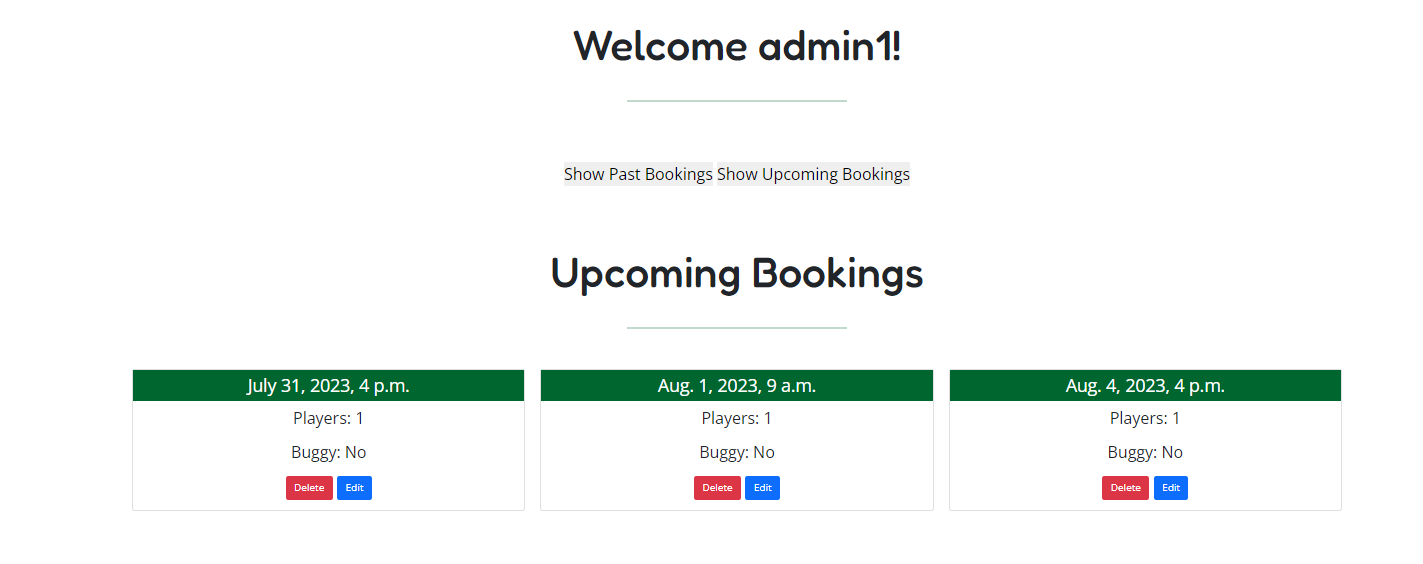 Welcome admin1!
Show Past Bookings Show Upcoming Bookings
Upcoming Bookings
July 31, 2023, 4 p.m.
Players: 1
Buggy: No
Delete Edit
Aug. 1, 2023, 9 a.m.
Players: 1
Buggy: No
Delete Edit
Aug. 4, 2023, 4 p.m.
Players: 1
Buggy: No
Delete Edit